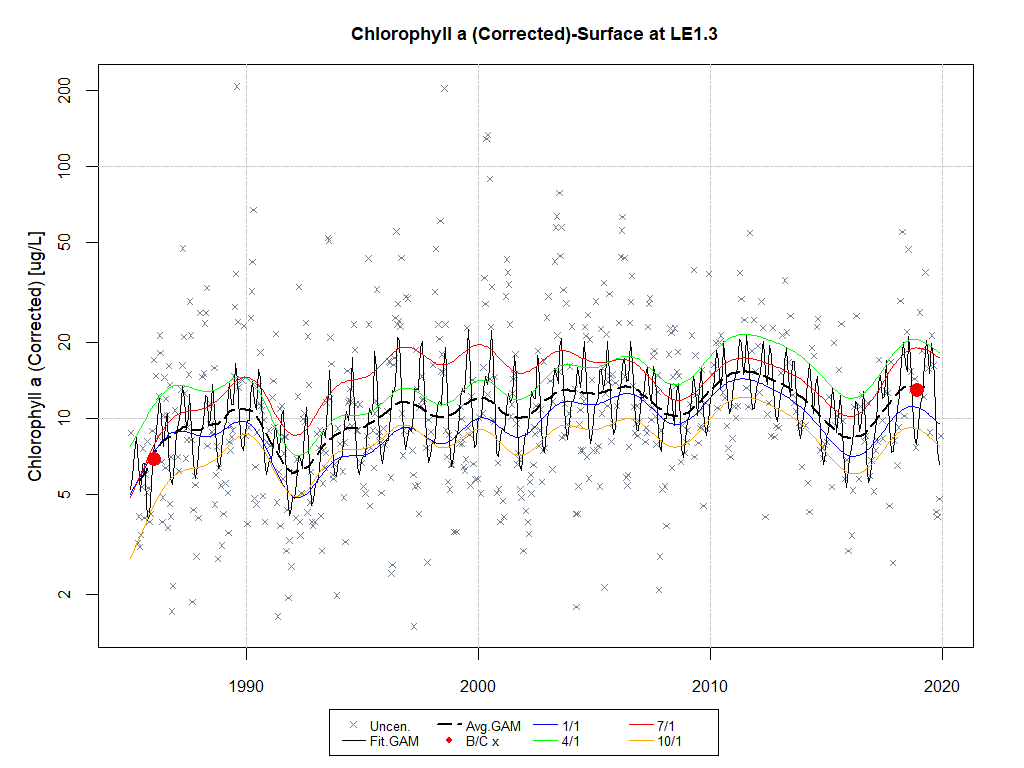 Chlorophyll a (Corrected)-Surface at LE1.3
Chlorophyll a (Corrected) [ug/L]
200
100
50
20
10
5
2
1990 2000 2010 2020
Uncen. Avg.GAM 1/1 7/1
Fit.GAM B/C x 4/1 10/1